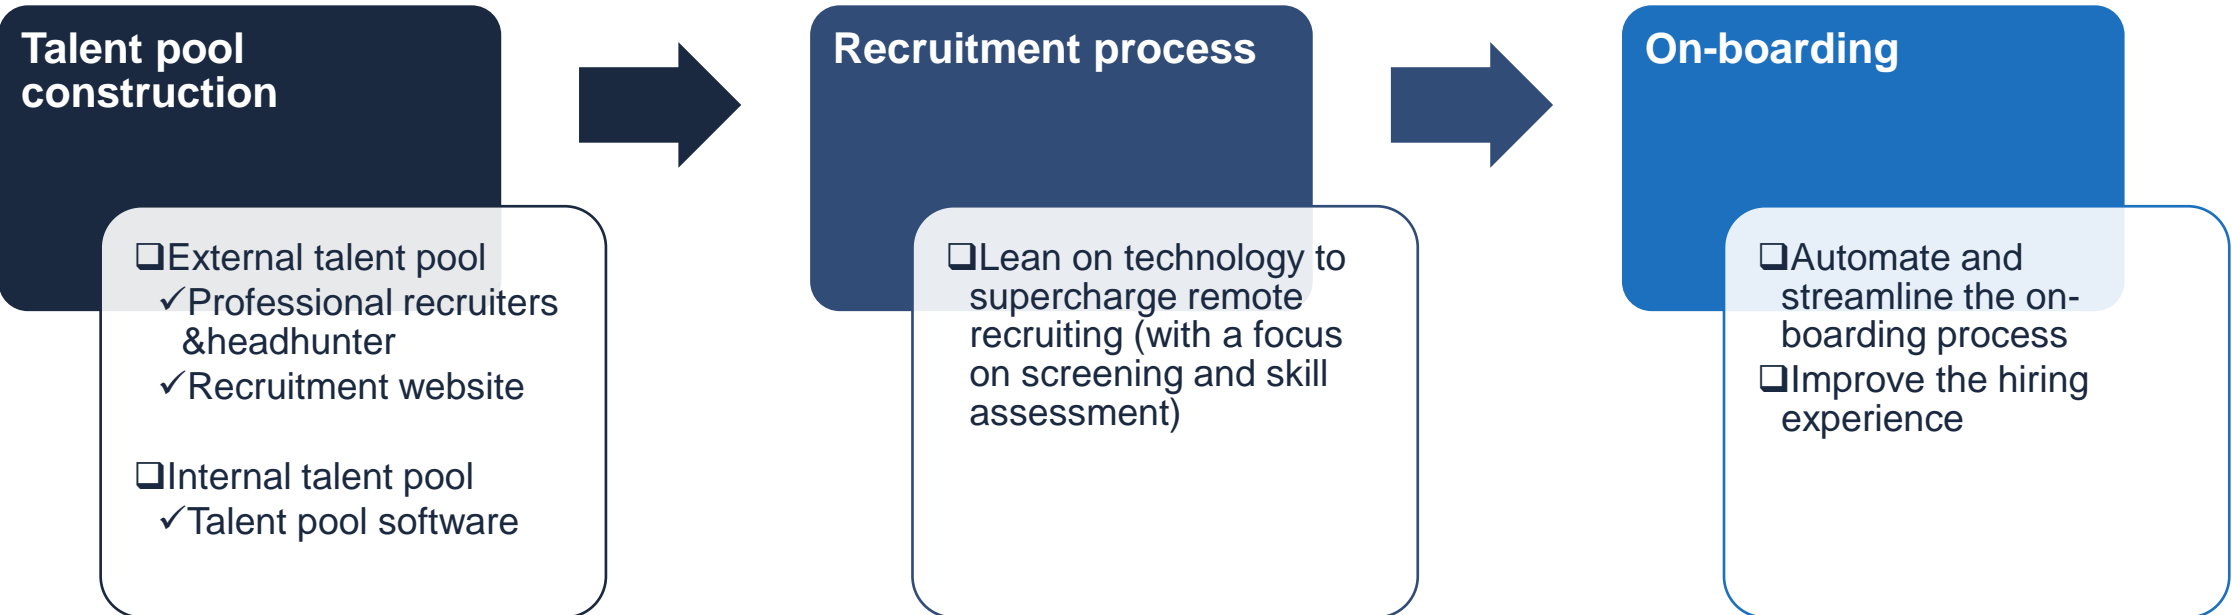 Talent pool
construction
❑External talent pool
✓Professional recruiters
&headhunter
✓Recruitment website
❑Internal talent pool
✓Talent pool software
Recruitment process
❑Lean on technology to
supercharge remote
recruiting (with a focus
on screening and skill
assessment)
On-boarding
❑Automate and
streamline the on-
boarding process
❑Improve the hiring
experience